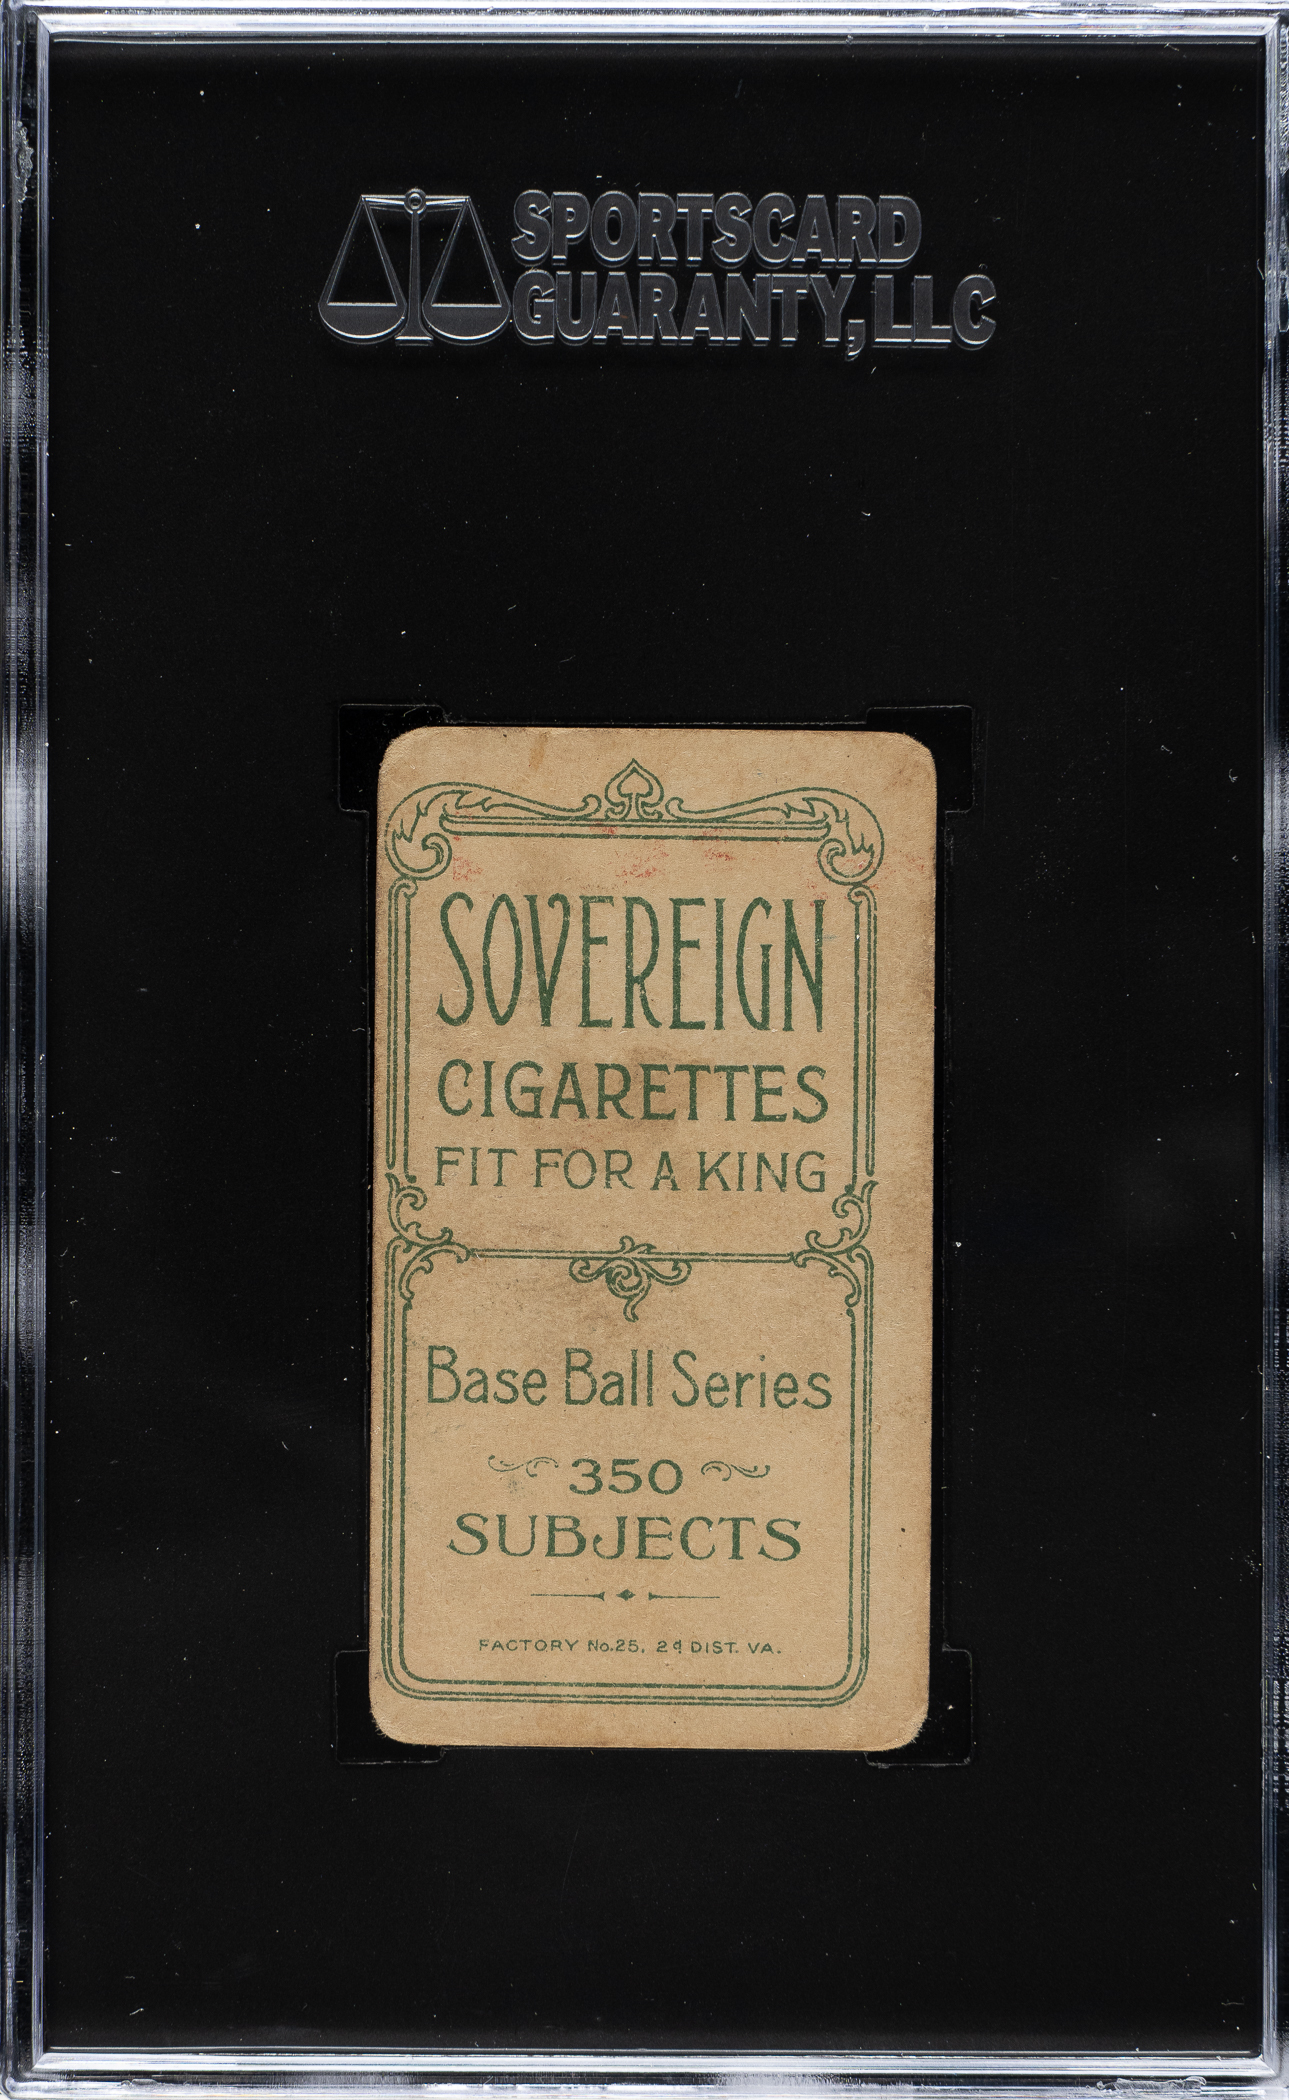 SPORTSCARD
GUARANTY, LLC
SOVEREIGN
CIGARETTES
FIT FOR A KING
Base Ball Series
350
SUBJECTS
FACTORY No. 25. 2d DIST. VA.